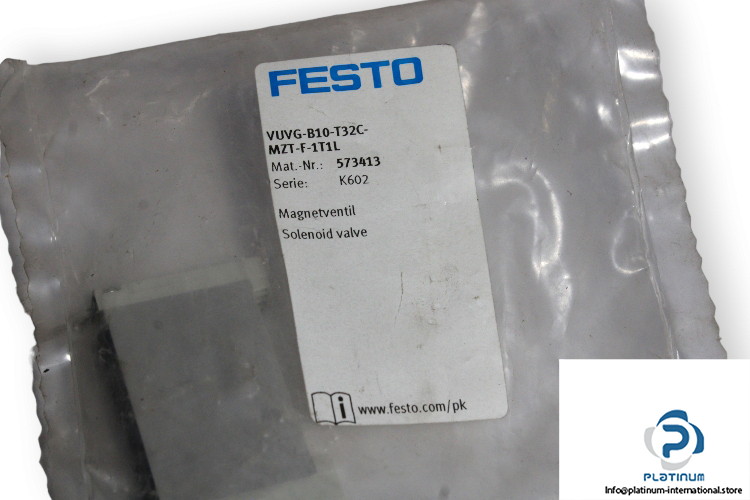 FESTO
VUVG-B10-T32C-
MZT-F-1T1L
Mat.-Nr.: 573413
Serie: K602
Magnetventil
Solenoid valve
i www.festo.com/pk
PLATINUM
Info@platinum-international.store